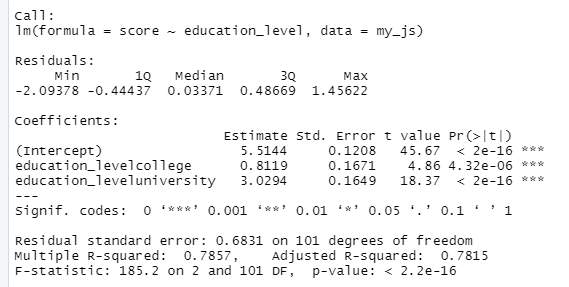 Call:
lm(formula = score ~ education_level, data = my_js)
Residuals:
Min 1Q Median 3Q Max
-2.09378 -0.44437 0.03371 0.48669 1.45622
Coefficients:
Estimate Std. Error t value Pr(>|t|)
(Intercept) 5.5144 0.1208 45.67 < 2e-16 ***
education_levelcollege 0.8119 0.1671 4.86 4.32e-06 ***
education_leveluniversity 3.0294 0.1649 18.37 < 2e-16 ***
---
Signif. codes: 0 ‘***’ 0.001 ‘**’ 0.01 ‘*’ 0.05 ‘.’ 0.1 ‘ ’ 1
Residual standard error: 0.6831 on 101 degrees of freedom
Multiple R-squared: 0.7857, Adjusted R-squared: 0.7815
F-statistic: 185.2 on 2 and 101 DF, p-value: < 2.2e-16